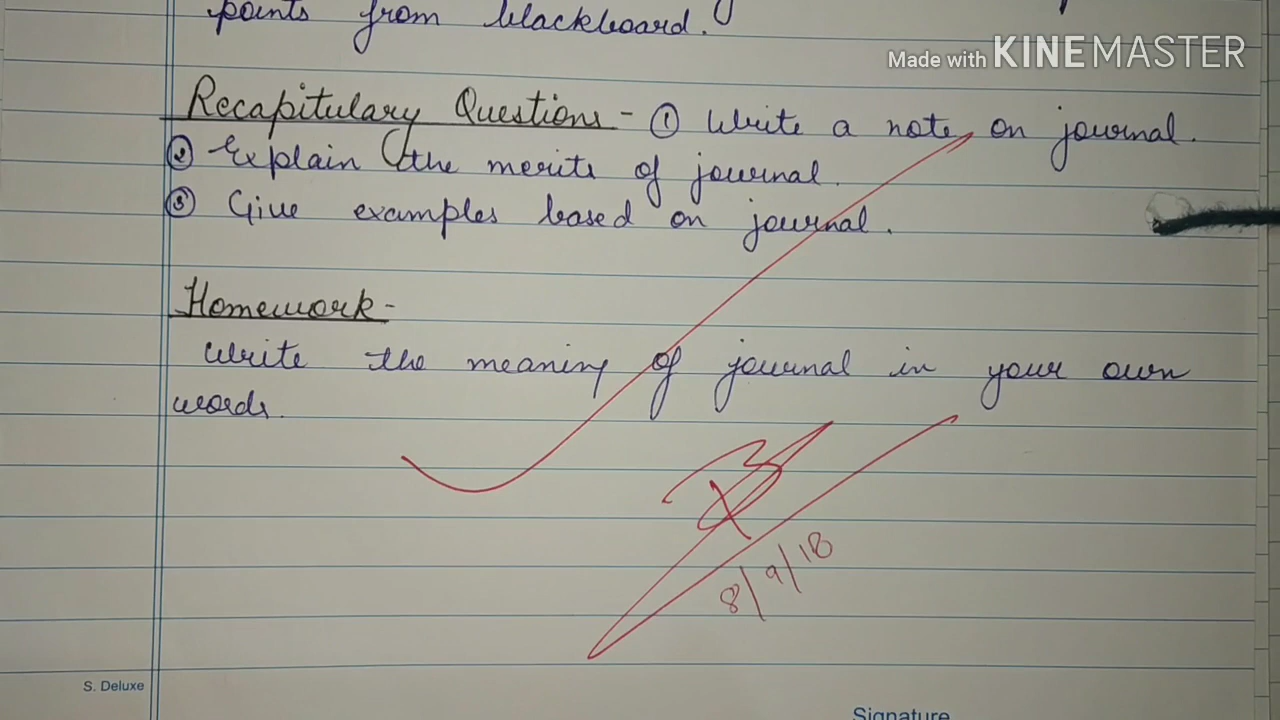 points from blackboard.
Made with KINEMASTER
Recapitulary Questions - ① Write a note on journal.
② Explain the merits of journal.
③ Give examples based on journal.
Homework -
Write the meaning of journal in your own
words.
8/9/18
S. Deluxe
Signature